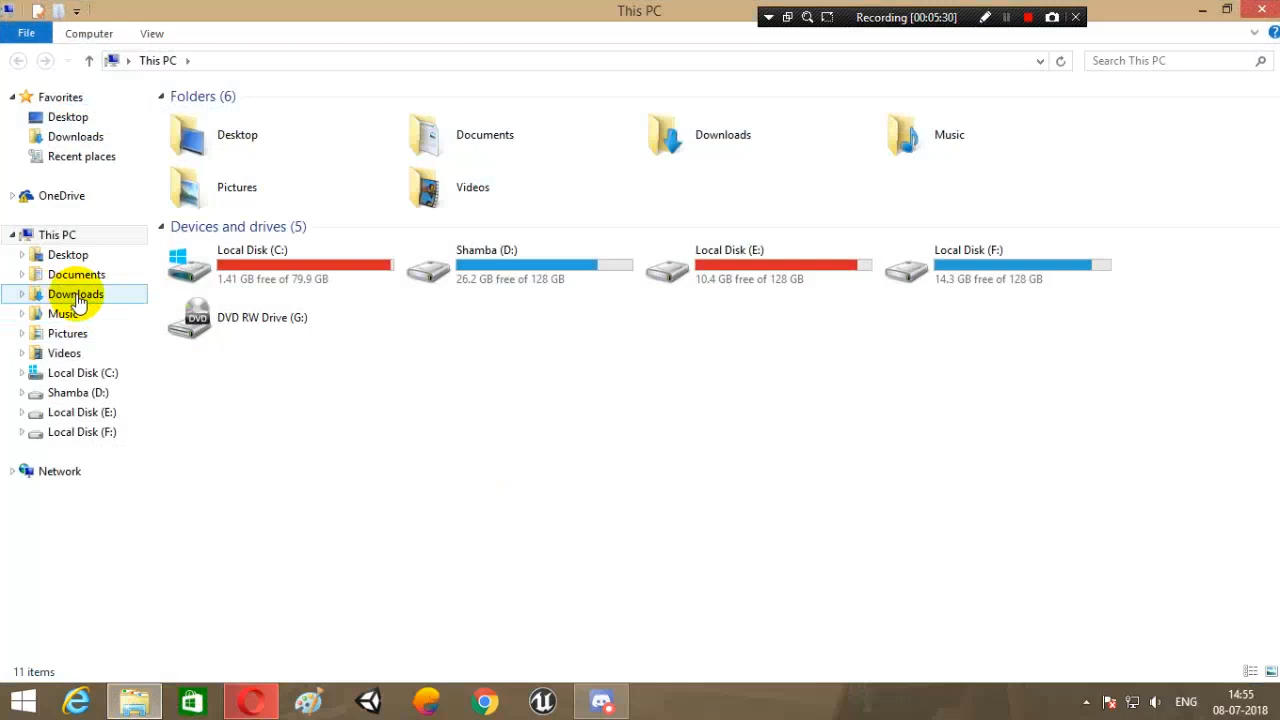 This PC
Recording [00:05:30]
File
Computer
View
This PC
Search This PC
Favorites
Desktop
Downloads
Recent places
OneDrive
This PC
Desktop
Documents
Downloads
Music
Pictures
Videos
Local Disk (C:)
Shamba (D:)
Local Disk (E:)
Local Disk (F:)
Network
Folders (6)
Desktop
Documents
Downloads
Music
Pictures
Videos
Devices and drives (5)
Local Disk (C:)
1.41 GB free of 79.9 GB
Shamba (D:)
26.2 GB free of 128 GB
Local Disk (E:)
10.4 GB free of 128 GB
Local Disk (F:)
14.3 GB free of 128 GB
DVD
DVD RW Drive (G:)
11 items
ENG
14:55
08-07-2018